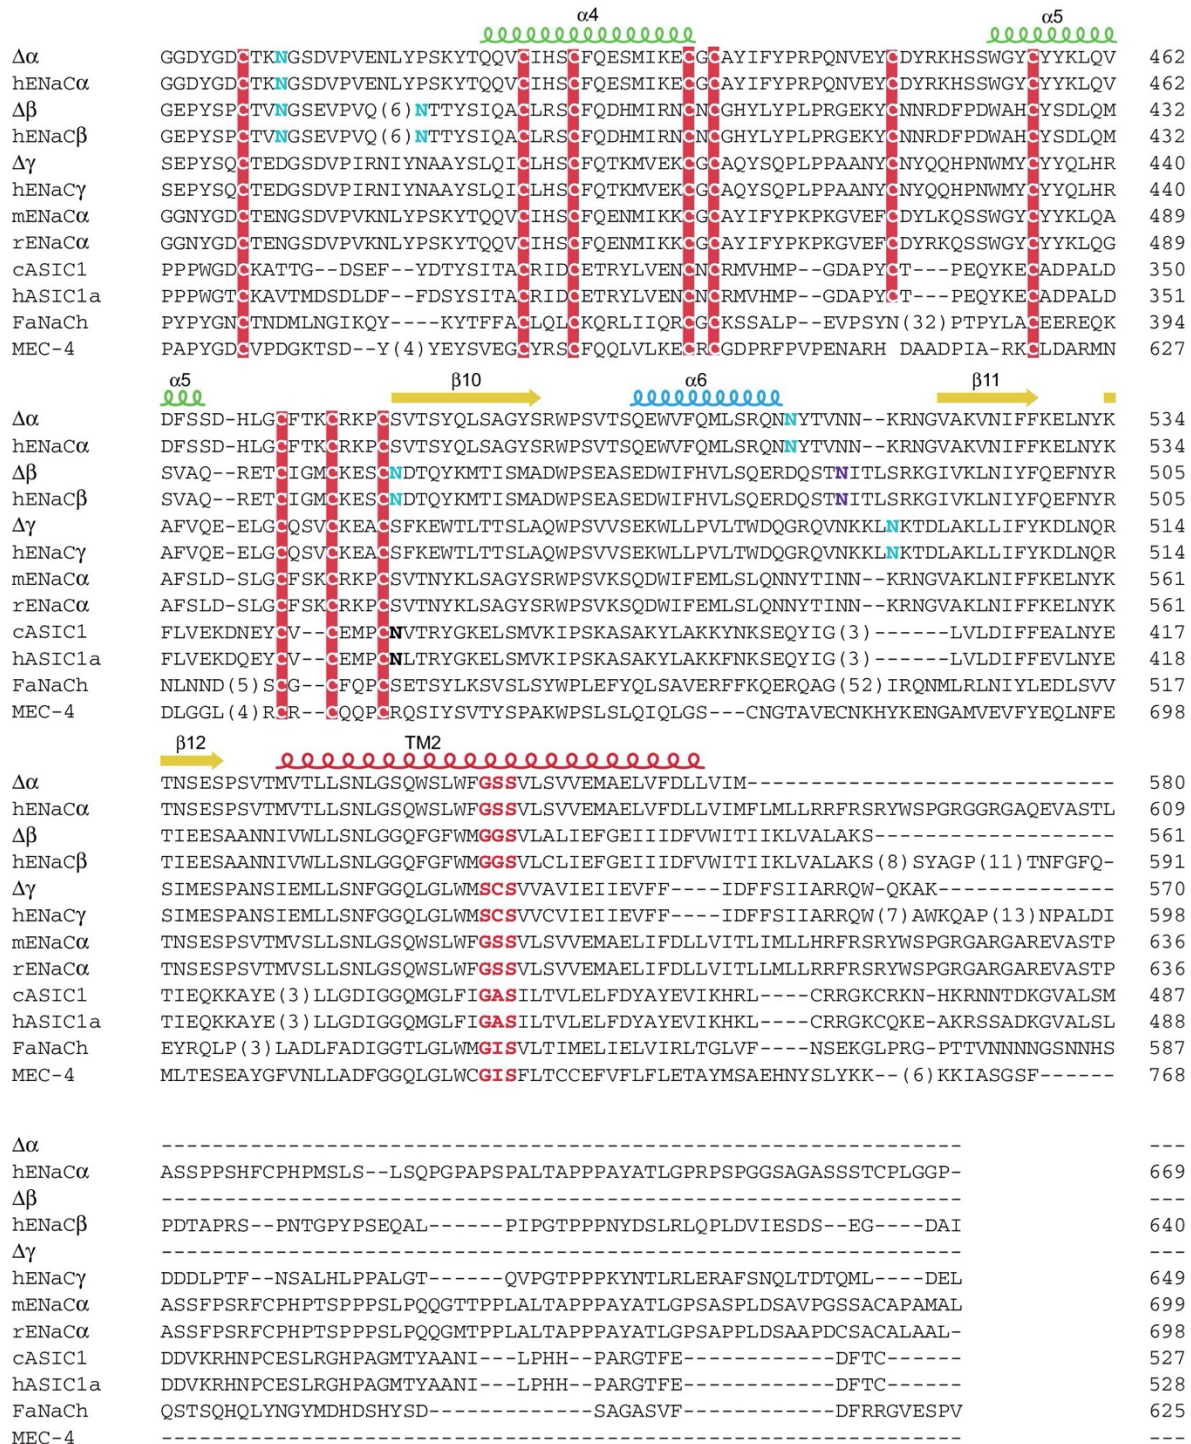 α4 α5
Δα GGDYGDCTKNGSDVPVENLYPSKYTQQVCIHSCFQESMIKECGCAYIFYPRPQNVEYCDYRKHSSWGYCYYKLQV 462
hENaCα GGDYGDCTKNGSDVPVENLYPSKYTQQVCIHSCFQESMIKECGCAYIFYPRPQNVEYCDYRKHSSWGYCYYKLQV 462
Δβ GEPYSPCTVNGSEVPVQ(6)NTTYSIQACLRSCFQDHMIRNCNCGHYLYPLPRGEKYCNNRDFPDWAHCYSDLQM 432
hENaCβ GEPYSPCTVNGSEVPVQ(6)NTTYSIQACLRSCFQDHMIRNCNCGHYLYPLPRGEKYCNNRDFPDWAHCYSDLQM 432
Δγ SEPYSQCTEDGSDVPIRNIYNAAYSLQICLHSCFQTKMVEKCGCAQYSQPLPPAANYCNYQQHPNWMYCYYQLHR 440
hENaCγ SEPYSQCTEDGSDVPIRNIYNAAYSLQICLHSCFQTKMVEKCGCAQYSQPLPPAANYCNYQQHPNWMYCYYQLHR 440
mENaCα GGNYGDCTENGSDVPVKNLYPSKYTQQVCIHSCFQENMIKKCGCAYIFYPKPKGVEFCDYLKQSSWGYCYYKLQA 489
rENaCα GGNYGDCTENGSDVPVKNLYPSKYTQQVCIHSCFQENMIKKCGCAYIFYPKPKGVEFCDYRKQSSWGYCYYKLQG 489
cASIC1 PPPWGDCKATTG--DSEF--YDTYSITACRIDCETRYLVENCNCRMVHMP--GDAPYCT---PEQYKECADPALD 350
hASIC1a PPPWGTCKAVTMDSDLDF--FDSYSITACRIDCETRYLVENCNCRMVHMP--GDAPYCT---PEQYKECADPALD 351
FaNaCh PYPYGNCTNDMLNGIKQY----KYTFFACLQLCKQRLIIQRCGCKSSALP--EVPSYN(32)PTPYLACEEREQK 394
MEC-4 PAPYGDCVPDGKTSD--Y(4)YEYSVEGCYRSCFQQLVLKECRCGDPRFPVPENARH DAADPIA-RKCLDARMN 627
α5 β10 α6 β11
Δα DFSSD-HLGCFTKCRKPCSVTSYQLSAGYSRWPSVTSQEWVFQMLSRQNNYTVNN--KRNGVAKVNIFFKELNYK 534
hENaCα DFSSD-HLGCFTKCRKPCSVTSYQLSAGYSRWPSVTSQEWVFQMLSRQNNYTVNN--KRNGVAKVNIFFKELNYK 534
Δβ SVAQ--RETCIGMCKESCNDTQYKMTISMADWPSEASEDWIFHVLSQERDQSTNITLSRKGIVKLNIYFQEFNYR 505
hENaCβ SVAQ--RETCIGMCKESCNDTQYKMTISMADWPSEASEDWIFHVLSQERDQSTNITLSRKGIVKLNIYFQEFNYR 505
Δγ AFVQE-ELGCQSVCKEACSFKEWTLTTSLAQWPSVVSEKWLLPVLTWDQGRQVNKKLNKTDLAKLLIFYKDLNQR 514
hENaCγ AFVQE-ELGCQSVCKEACSFKEWTLTTSLAQWPSVVSEKWLLPVLTWDQGRQVNKKLNKTDLAKLLIFYKDLNQR 514
mENaCα AFSLD-SLGCFSKCRKPCSVTNYKLSAGYSRWPSVKSQDWIFEMLSLQNNYTINN--KRNGVAKLNIFFKELNYK 561
rENaCα AFSLD-SLGCFSKCRKPCSVTNYKLSAGYSRWPSVKSQDWIFEMLSLQNNYTINN--KRNGVAKLNIFFKELNYK 561
cASIC1 FLVEKDNEYCV--CEMPCNVTRYGKELSMVKIPSKASAKYLAKKYNKSEQYIG(3)------LVLDIFFEALNYE 417
hASIC1a FLVEKDQEYCV--CEMPCNLTRYGKELSMVKIPSKASAKYLAKKFNKSEQYIG(3)------LVLDIFFEVLNYE 418
FaNaCh NLNND(5)SCG--CFQPCSETSYLKSVSLSYWPLEFYQLSAVERFFKQERQAG(52)IRQNMLRLNIYLEDLSVV 517
MEC-4 DLGGL(4)RCR--CQQPCRQSIYSVTYSPAKWPSLSLQIQLGS---CNGTAVECNKHYKENGAMVEVFYEQLNFE 698
β12 TM2
Δα TNSESPSVTMVTLLSNLGSQWSLWFGSSVLSVVEMAELVFDLLVIM----------------------------- 580
hENaCα TNSESPSVTMVTLLSNLGSQWSLWFGSSVLSVVEMAELVFDLLVIMFLMLLRRFRSRYWSPGRGGRGAQEVASTL 609
Δβ TIEESAANNIVWLLSNLGGQFGFWMGGSVLALIEFGEIIIDFVWITIIKLVALAKS------------------- 561
hENaCβ TIEESAANNIVWLLSNLGGQFGFWMGGSVLCLIEFGEIIIDFVWITIIKLVALAKS(8)SYAGP(11)TNFGFQ- 591
Δγ SIMESPANSIEMLLSNFGGQLGLWMSCSVVAVIEIIEVFF----IDFFSIIARRQW-QKAK-------------- 570
hENaCγ SIMESPANSIEMLLSNFGGQLGLWMSCSVVCVIEIIEVFF----IDFFSIIARRQW(7)AWKQAP(13)NPALDI 598
mENaCα TNSESPSVTMVSLLSNLGSQWSLWFGSSVLSVVEMAELIFDLLVITLIMLLHRFRSRYWSPGRGARGAREVASTP 636
rENaCα TNSESPSVTMVSLLSNLGSQWSLWFGSSVLSVVEMAELIFDLLVITLLMLLRRFRSRYWSPGRGARGAREVASTP 636
cASIC1 TIEQKKAYE(3)LLGDIGGQMGLFIGASILTVLELFDYAYEVIKHRL----CRRGKCRKN-HKRNNTDKGVALSM 487
hASIC1a TIEQKKAYE(3)LLGDIGGQMGLFIGASILTVLELFDYAYEVIKHKL----CRRGKCQKE-AKRSSADKGVALSL 488
FaNaCh EYRQLP(3)LADLFADIGGTLGLWMGISVLTIMELIELVIRLTGLVF----NSEKGLPRG-PTTVNNNNGSNNHS 587
MEC-4 MLTESEAYGFVNLLADFGGQLGLWCGISFLTCCEFVFLFLETAYMSAEHNYSLYKK--(6)KKIASGSF------ 768
Δα --------------------------------------------------------------- ---
hENaCα ASSPPSHFCPHPMSLS--LSQPGPAPSPALTAPPPAYATLGPRPSPGGSAGASSSTCPLGGP- 669
Δβ --------------------------------------------------------------- ---
hENaCβ PDTAPRS--PNTGPYPSEQAL------PIPGTPPPNYDSLRLQPLDVIESDS--EG----DAI 640
Δγ --------------------------------------------------------------- ---
hENaCγ DDDLPTF--NSALHLPPALGT------QVPGTPPPKYNTLRLERAFSNQLTDTQML----DEL 649
mENaCα ASSFPSRFCPHPTSPPPSLPQQGTTPPLALTAPPPAYATLGPSASPLDSAVPGSSACAPAMAL 699
rENaCα ASSFPSRFCPHPTSPPPSLPQQGMTPPLALTAPPPAYATLGPSAPPLDSAAPDCSACALAAL- 698
cASIC1 DDVKRHNPCESLRGHPAGMTYAANI---LPHH--PARGTFE------------DFTC------ 527
hASIC1a DDVKRHNPCESLRGHPAGMTYAANI---LPHH--PARGTFE------------DFTC------ 528
FaNaCh QSTSQHQLYNGYMDHDSHYSD-------------SAGASVF------------DFRRGVESPV 625
MEC-4 --------------------------------------------------------------- ---